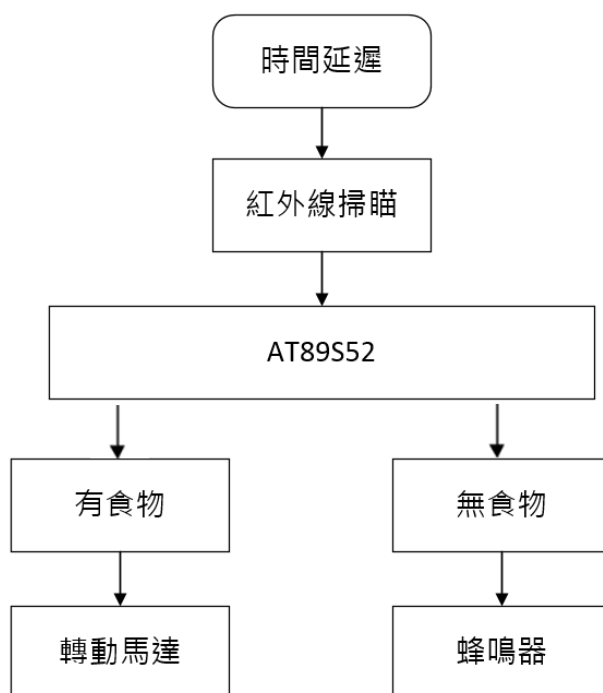 時間延遲
紅外線掃瞄
AT89S52
有食物
無食物
轉動馬達
蜂鳴器